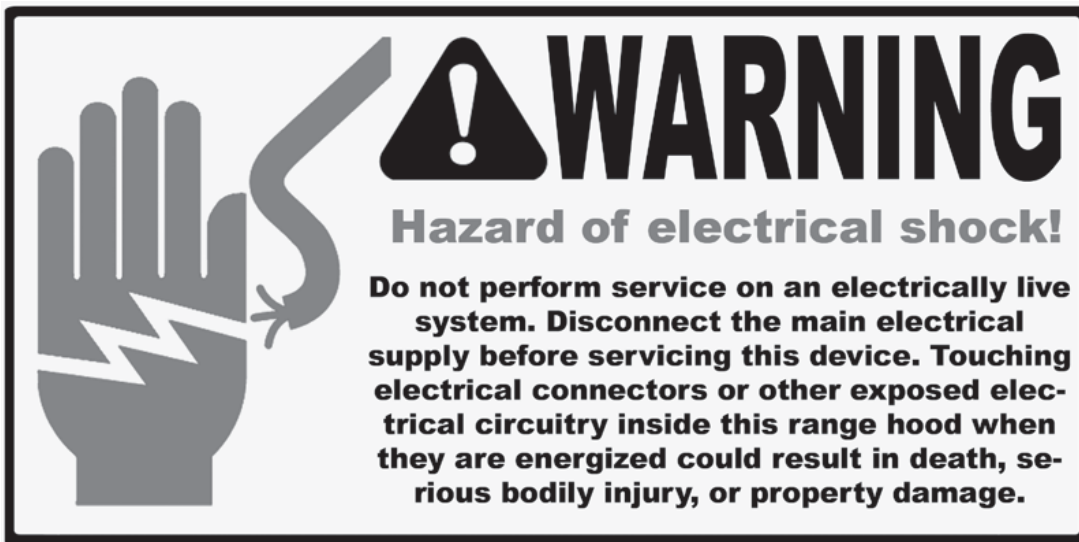 WARNING
Hazard of electrical shock!
Do not perform service on an electrically live
system. Disconnect the main electrical
supply before servicing this device. Touching
electrical connectors or other exposed elec-
trical circuitry inside this range hood when
they are energized could result in death, se-
rious bodily injury, or property damage.